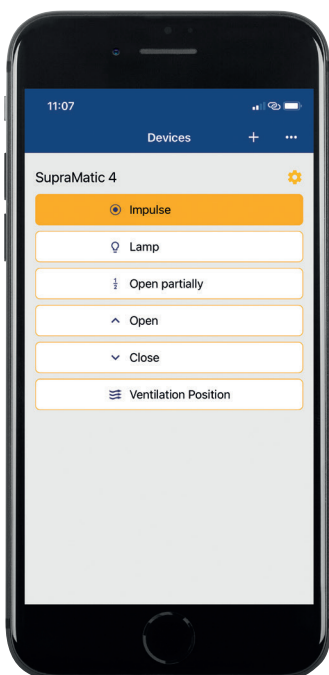 11:07
Devices
SupraMatic 4
Impulse
Lamp
1/2 Open partially
Open
Close
Ventilation Position